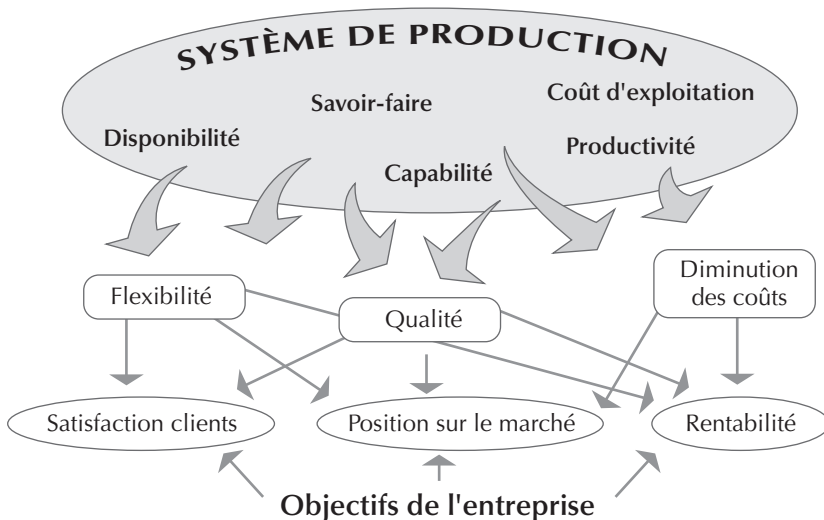 SYSTÈME DE PRODUCTION
Savoir-faire
Coût d'exploitation
Disponibilité
Productivité
Capabilité
Flexibilité
Qualité
Diminution
des coûts
Satisfaction clients
Position sur le marché
Rentabilité
Objectifs de l'entreprise